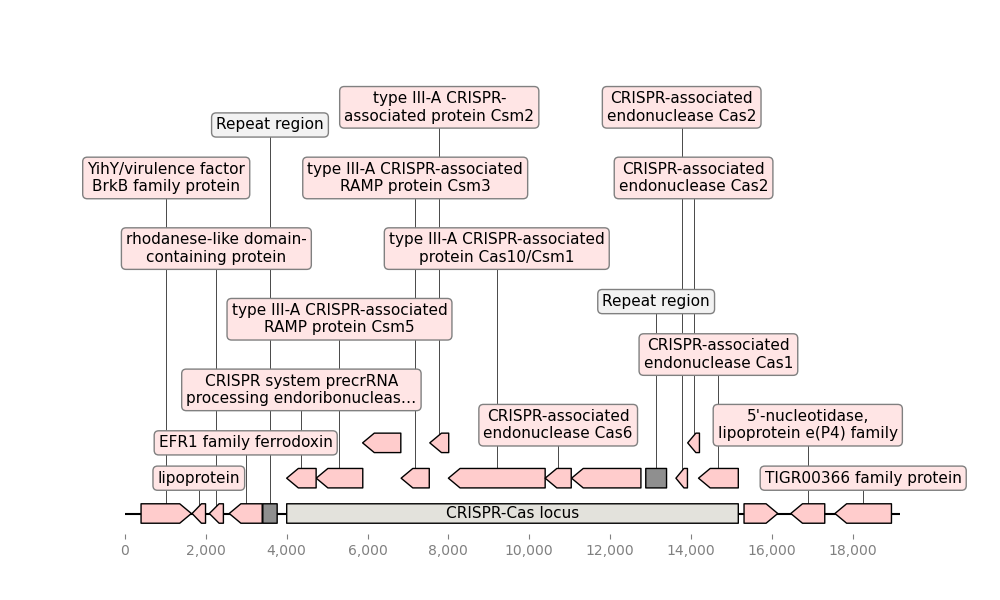 type III-A CRISPR-
associated protein Csm2
CRISPR-associated
endonuclease Cas2
Repeat region
YihY/virulence factor
BrkB family protein
type III-A CRISPR-associated
RAMP protein Csm3
CRISPR-associated
endonuclease Cas2
rhodanese-like domain-
containing protein
type III-A CRISPR-associated
protein Cas10/Csm1
Repeat region
type III-A CRISPR-associated
RAMP protein Csm5
CRISPR-associated
endonuclease Cas1
CRISPR system precrRNA
processing endoribonucleas...
CRISPR-associated
endonuclease Cas6
5'-nucleotidase,
lipoprotein e(P4) family
EFR1 family ferrodoxin
lipoprotein
TIGR00366 family protein
CRISPR-Cas locus
0 2,000 4,000 6,000 8,000 10,000 12,000 14,000 16,000 18,000